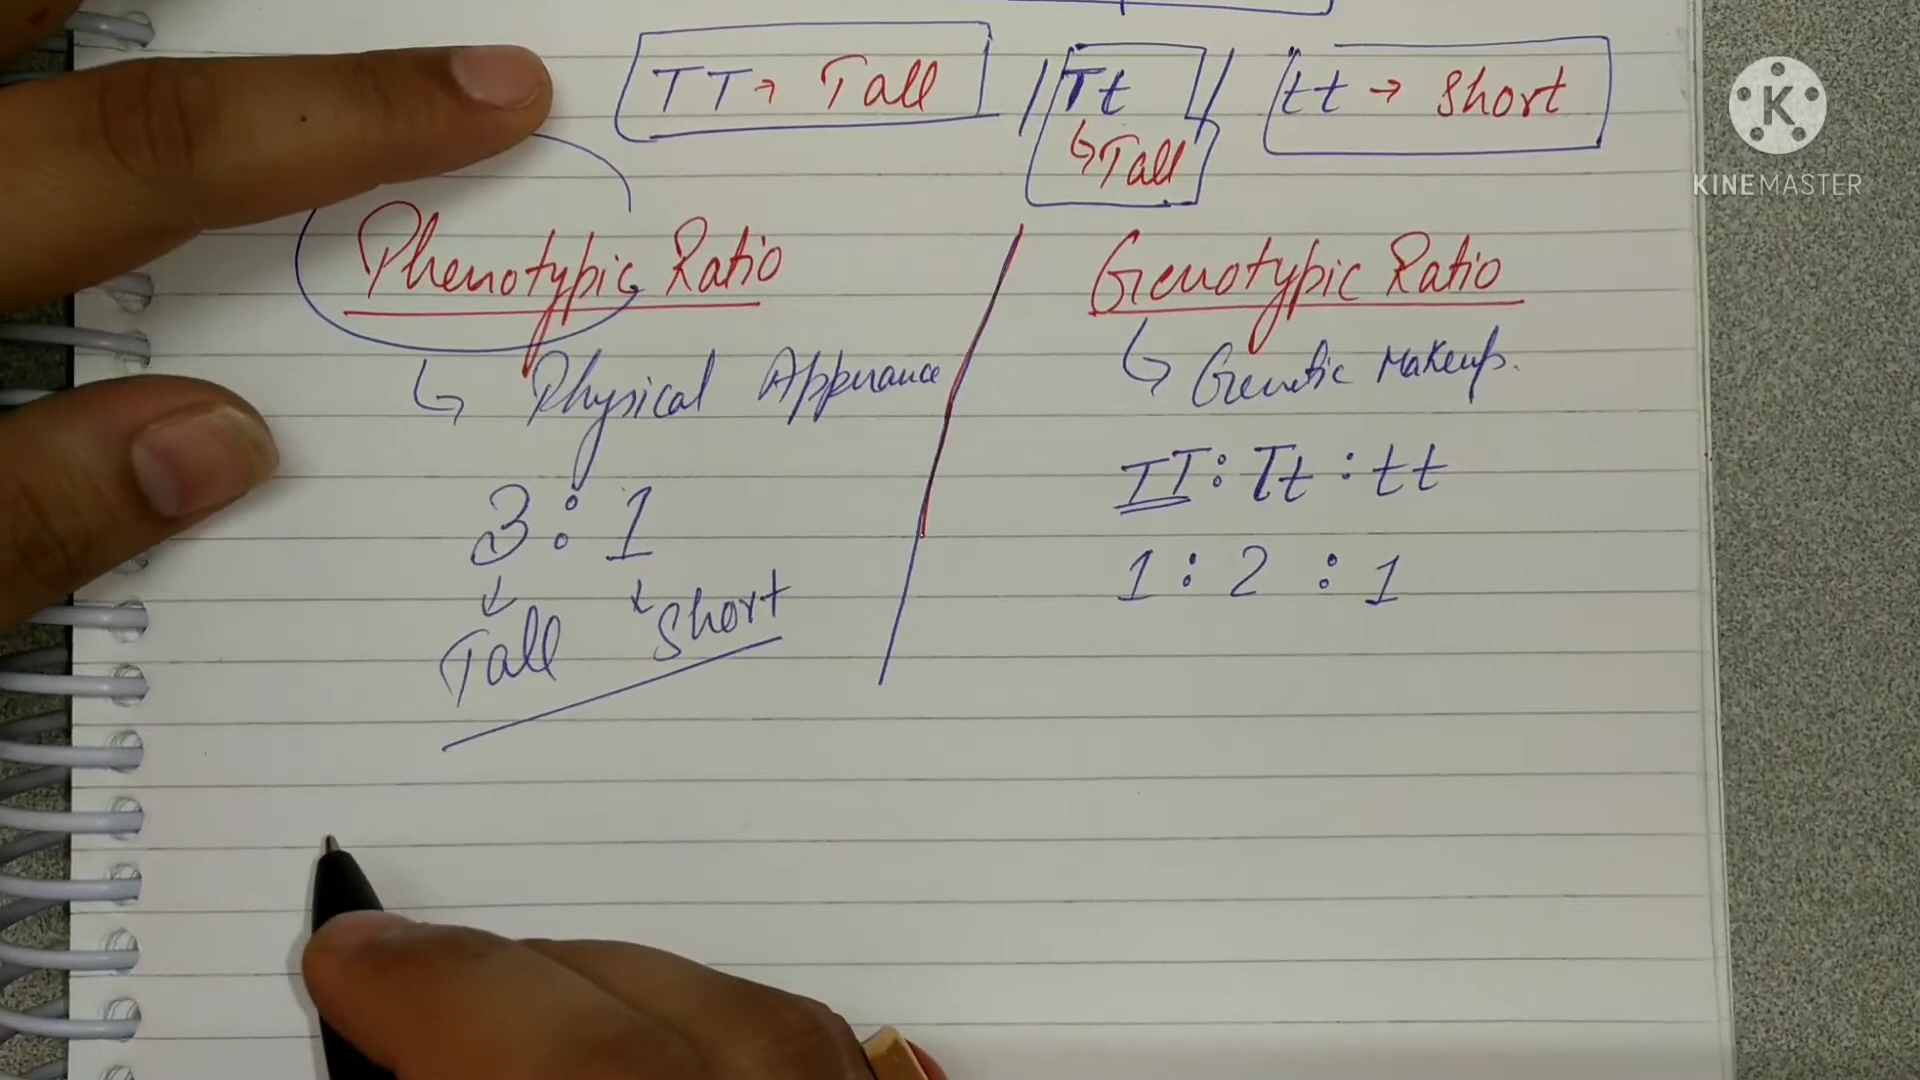 TT → Tall / Tt / tt → Short
↳ Tall
KINEMASTER
Phenotypic Ratio
↳ Physical Apperance
3 : 1
Tall Short
Genotypic Ratio
↳ Genetic Makeup.
TT : Tt : tt
1 : 2 : 1